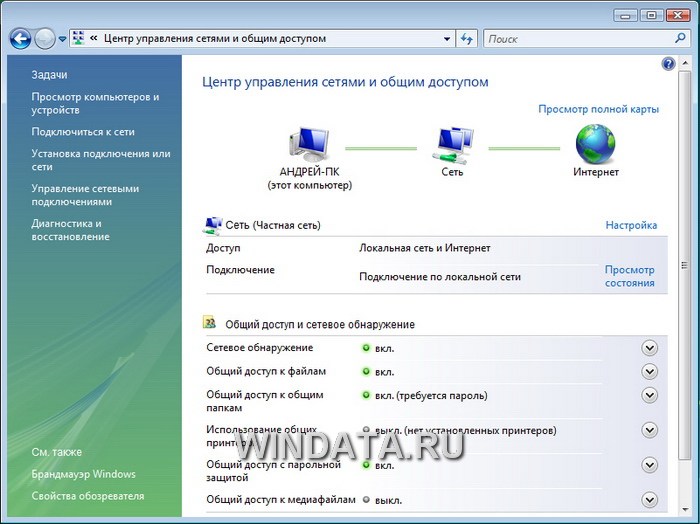 Центр управления сетями и общим доступом
Поиск
Задачи
Просмотр компьютеров и
устройств
Подключиться к сети
Установка подключения или
сети
Управление сетевыми
подключениями
Диагностика и
восстановление
См. также
Брандмауэр Windows
Свойства обозревателя
Центр управления сетями и общим доступом
Просмотр полной карты
АНДРЕЙ-ПК
(этот компьютер)
Сеть
Интернет
Сеть (Частная сеть)
Настройка
Доступ
Локальная сеть и Интернет
Подключение
Подключение по локальной сети
Просмотр
состояния
Общий доступ и сетевое обнаружение
Сетевое обнаружение
вкл.
Общий доступ к файлам
вкл.
Общий доступ к общим
папкам
вкл. (требуется пароль)
Использование общих
принтеров
выкл. (нет установленных принтеров)
Общий доступ с парольной
защитой
вкл.
Общий доступ к медиафайлам
выкл.
WINDATA.RU